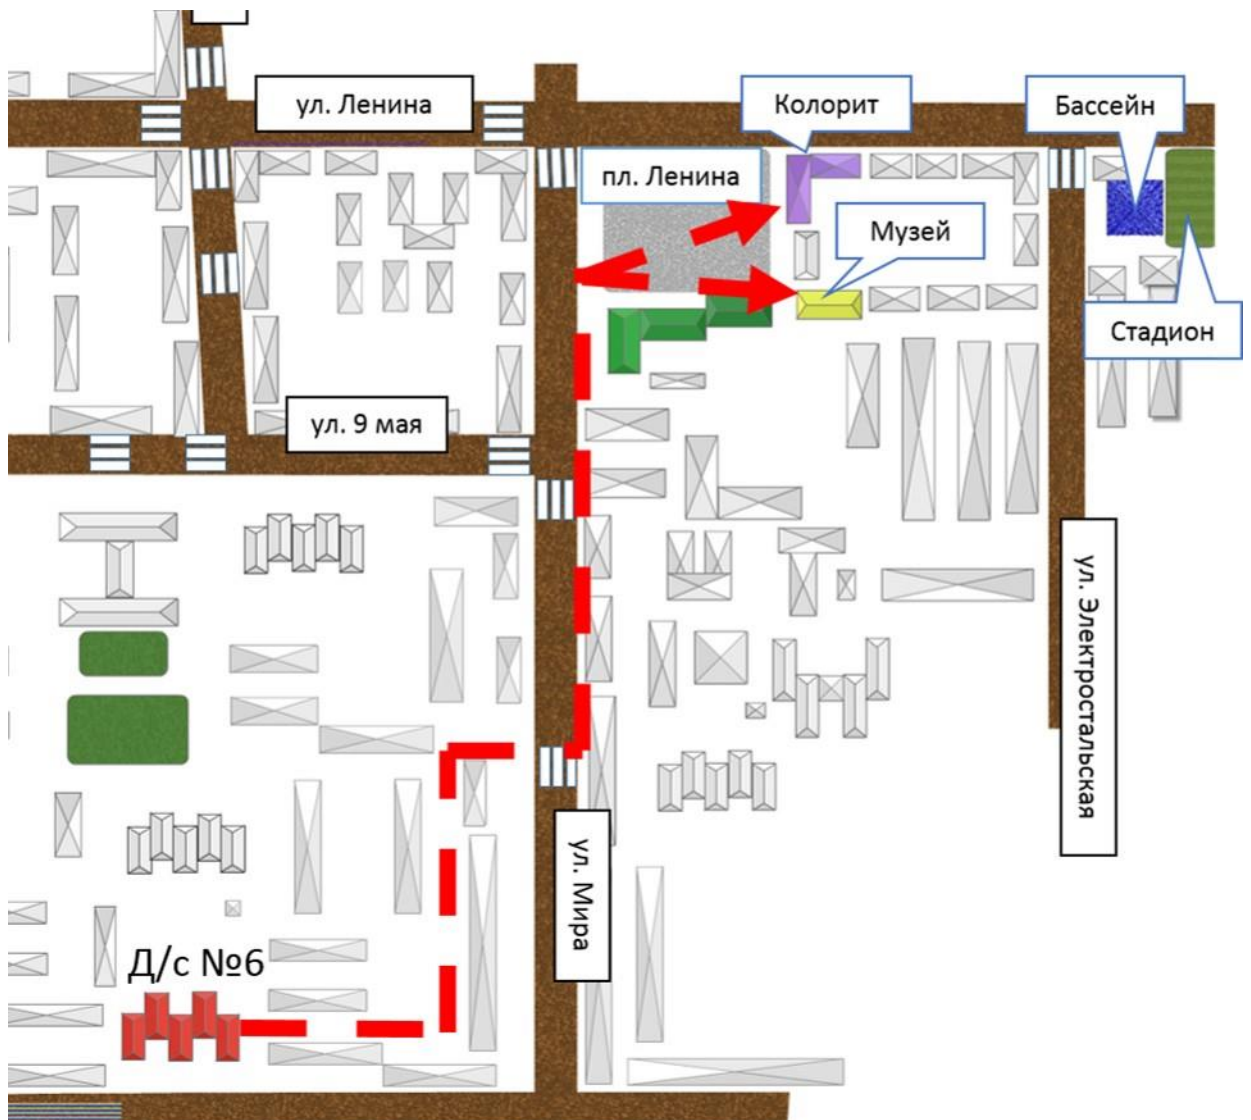 ул. Ленина
Колорит
Бассейн
пл. Ленина
Музей
Стадион
ул. 9 мая
ул. Электростальская
ул. Мира
Д/с №6